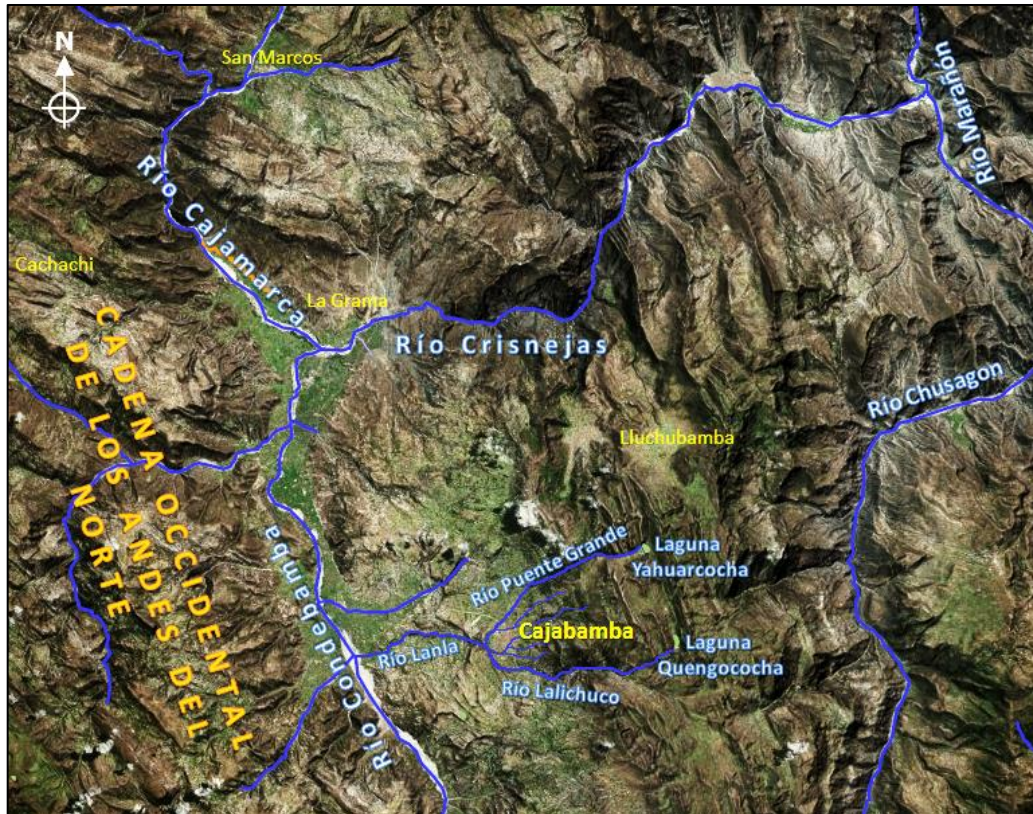 N
San Marcos
Río Marañón
Río Cajamarca
Cachachi
La Grama
Río Crisnejas
CADENA OCCIDENTAL
DE LOS ANDES DEL
NORTE
Río Chusagon
Lluchubamba
Río Condebamba
Río Puente Grande
Laguna
Yahuarcocha
Cajabamba
Río Lanla
Laguna
Quengococha
Río Lalichuco